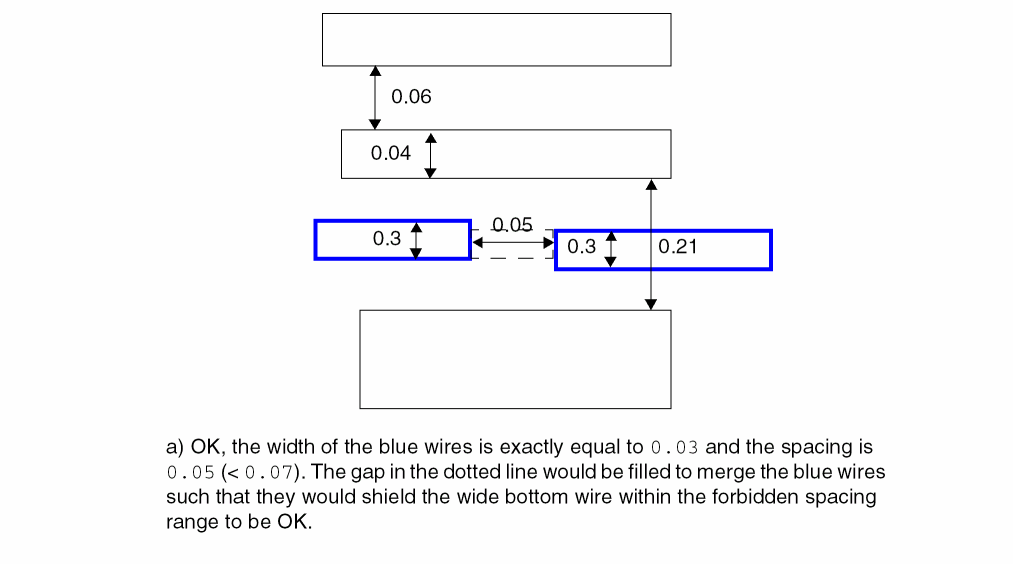 0.06
0.04
0.05
0.3
0.3
0.21
a) OK, the width of the blue wires is exactly equal to 0.03 and the spacing is
0.05 (< 0.07). The gap in the dotted line would be filled to merge the blue wires
such that they would shield the wide bottom wire within the forbidden spacing
range to be OK.